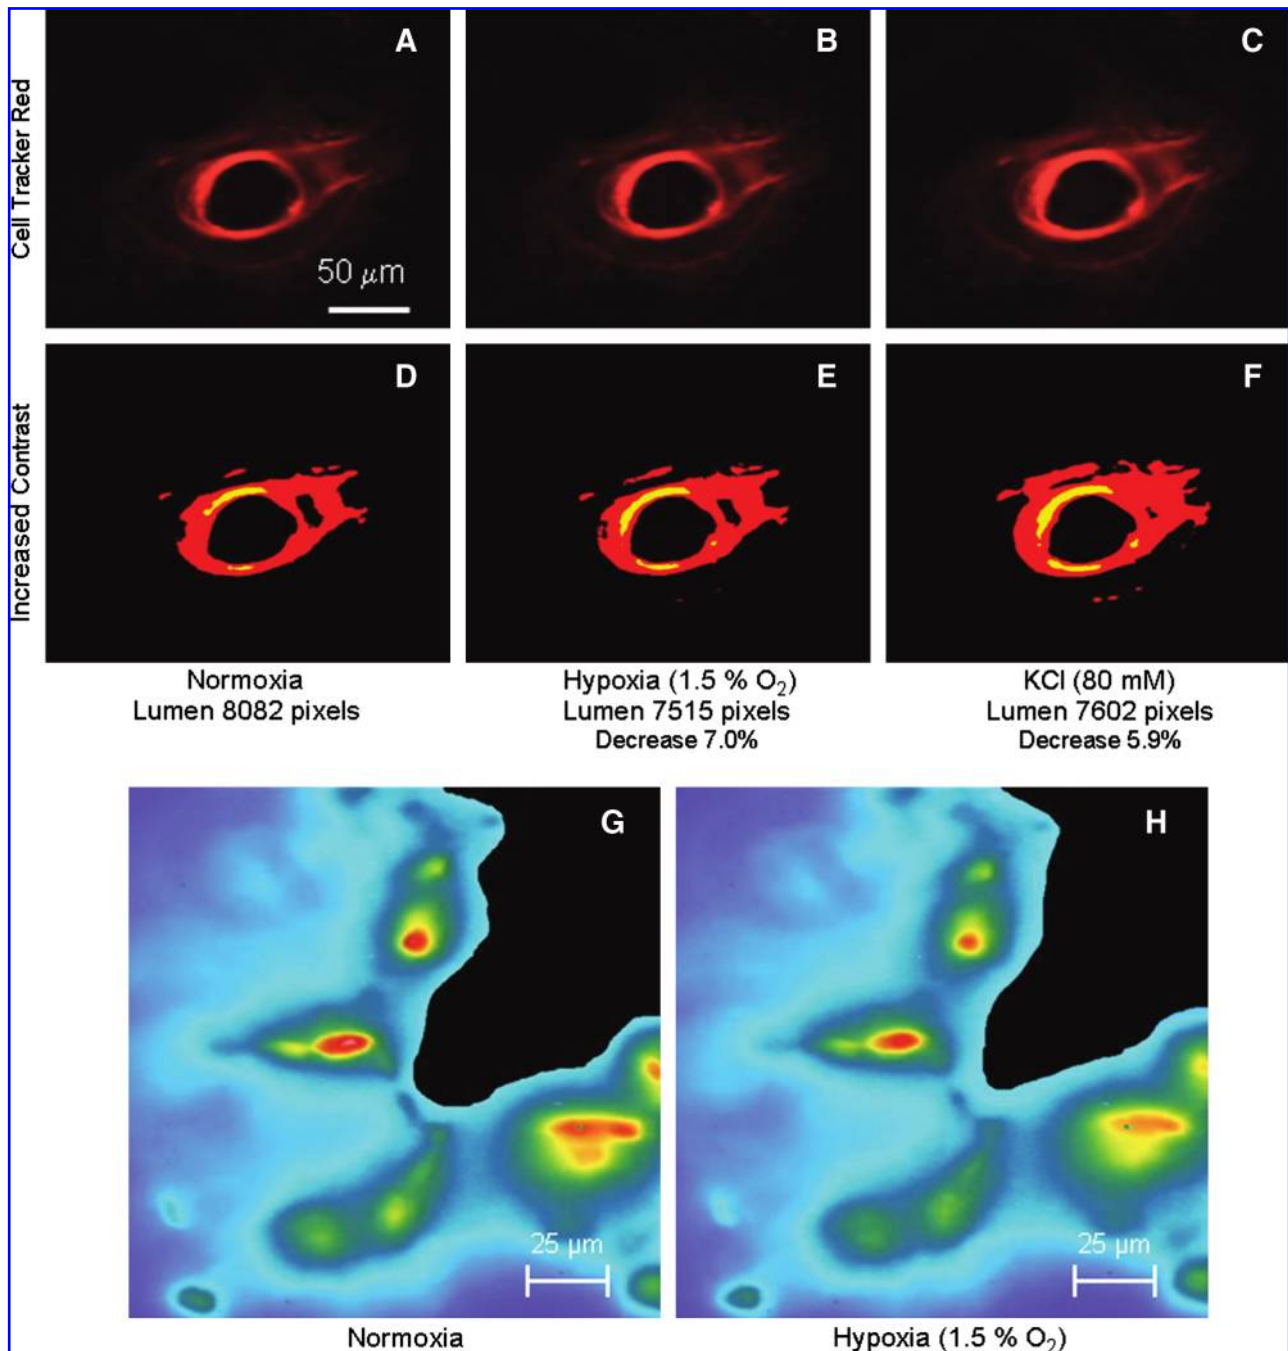 Cell Tracker Red
A
B
C
50 μm
Increased Contrast
D
E
F
Normoxia
Lumen 8082 pixels
Hypoxia (1.5 % O₂)
Lumen 7515 pixels
Decrease 7.0%
KCl (80 mM)
Lumen 7602 pixels
Decrease 5.9%
G
H
25 μm
25 μm
Normoxia
Hypoxia (1.5 % O₂)